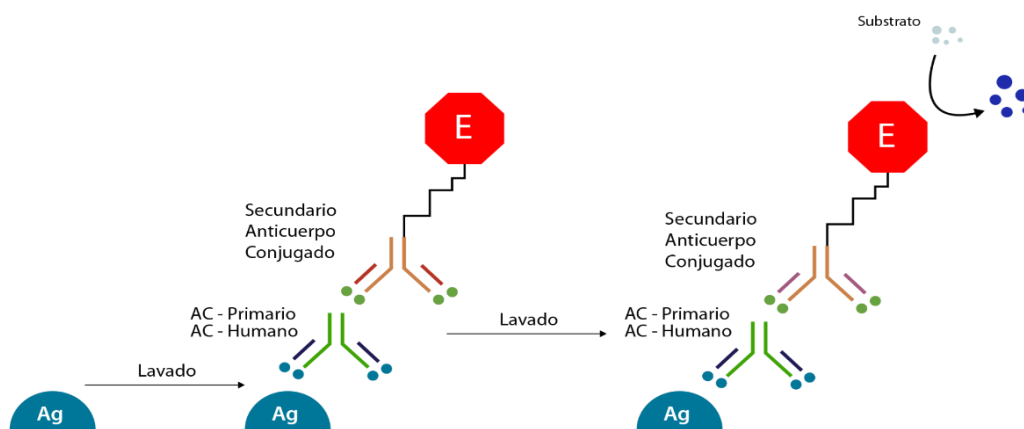 Substrato
E
E
Secundario
Anticuerpo
Conjugado
Secundario
Anticuerpo
Conjugado
AC - Primario
AC - Humano
Lavado
AC - Primario
AC - Humano
Lavado
Ag
Ag
Ag